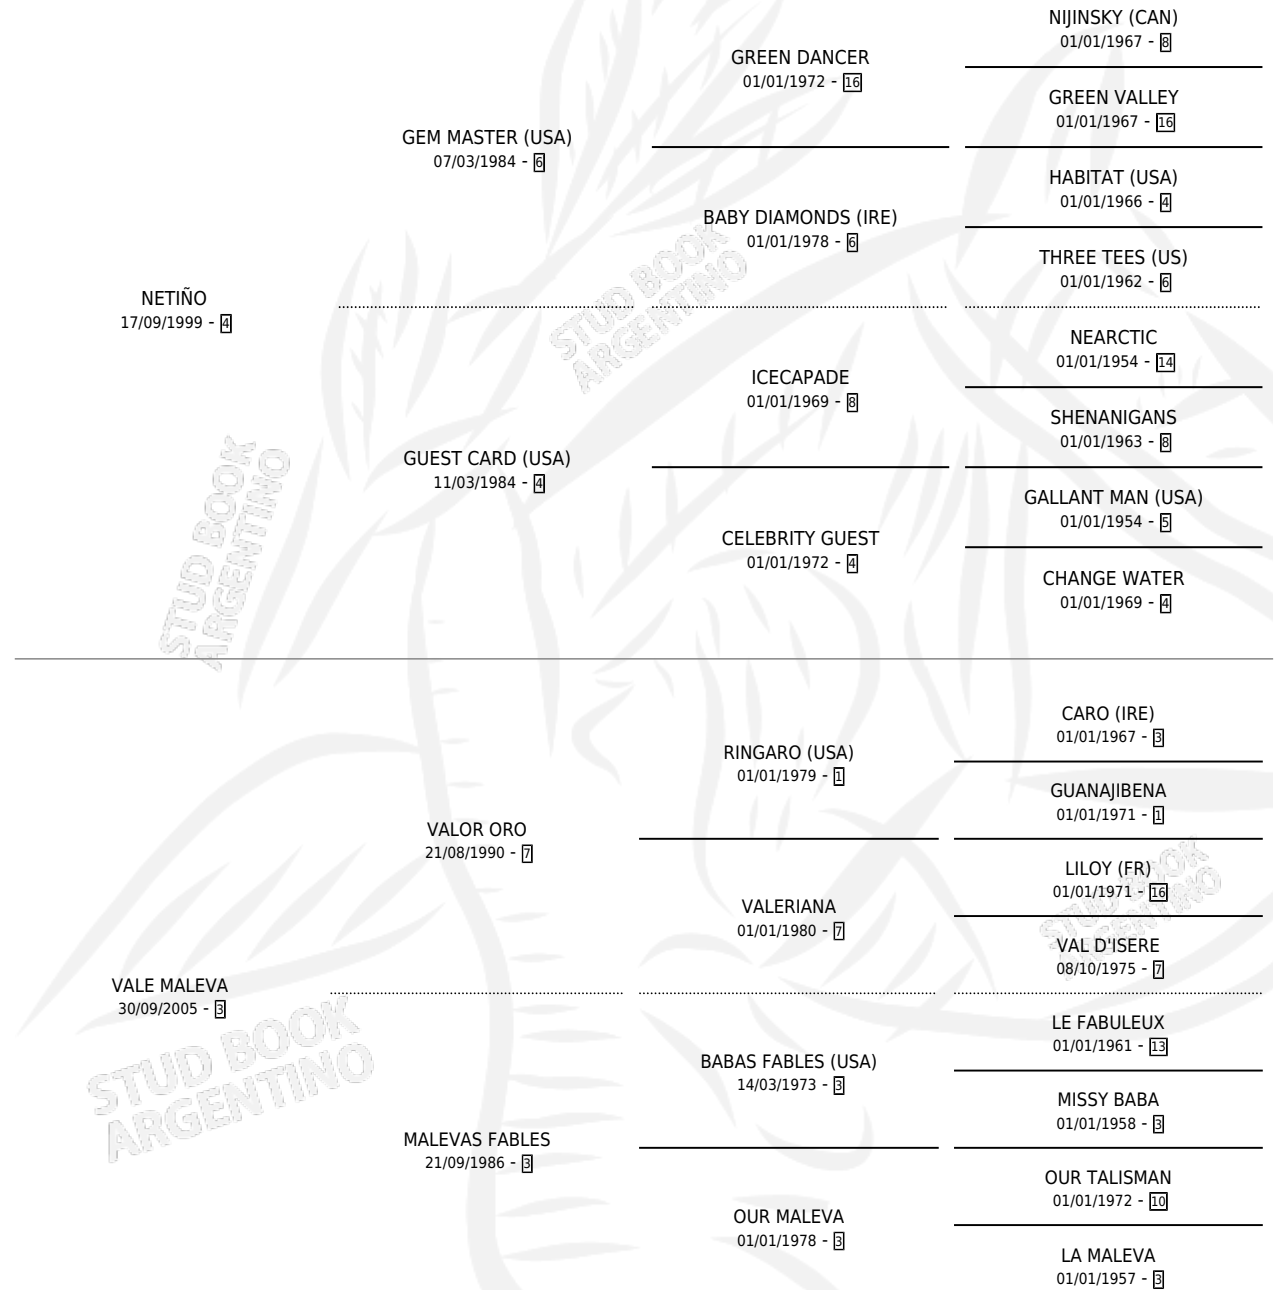 NIJINSKY (CAN)
01/01/1967 - 8
GREEN DANCER
01/01/1972 - 16
GREEN VALLEY
01/01/1967 - 16
GEM MASTER (USA)
07/03/1984 - 6
HABITAT (USA)
01/01/1966 - 4
BABY DIAMONDS (IRE)
01/01/1978 - 6
THREE TEES (US)
01/01/1962 - 6
NETIÑO
17/09/1999 - 4
NEARCTIC
01/01/1954 - 14
ICECAPADE
01/01/1969 - 8
SHENANIGANS
01/01/1963 - 8
GUEST CARD (USA)
11/03/1984 - 4
GALLANT MAN (USA)
01/01/1954 - 5
CELEBRITY GUEST
01/01/1972 - 4
CHANGE WATER
01/01/1969 - 4
CARO (IRE)
01/01/1967 - 3
RINGARO (USA)
01/01/1979 - 1
GUANAJIBENA
01/01/1971 - 1
VALOR ORO
21/08/1990 - 7
LILOY (FR)
01/01/1971 - 16
VALERIANA
01/01/1980 - 7
VAL D'ISERE
08/10/1975 - 7
VALE MALEVA
30/09/2005 - 3
LE FABULEUX
01/01/1961 - 13
BABAS FABLES (USA)
14/03/1973 - 3
MISSY BABA
01/01/1958 - 3
MALEVAS FABLES
21/09/1986 - 3
OUR TALISMAN
01/01/1972 - 10
OUR MALEVA
01/01/1978 - 3
LA MALEVA
01/01/1957 - 3
STUD BOOK
ARGENTINO
STUD BOOK
ARGENTINO
STUD BOOK
ARGENTINO
STUD BOOK
ARGENTINO